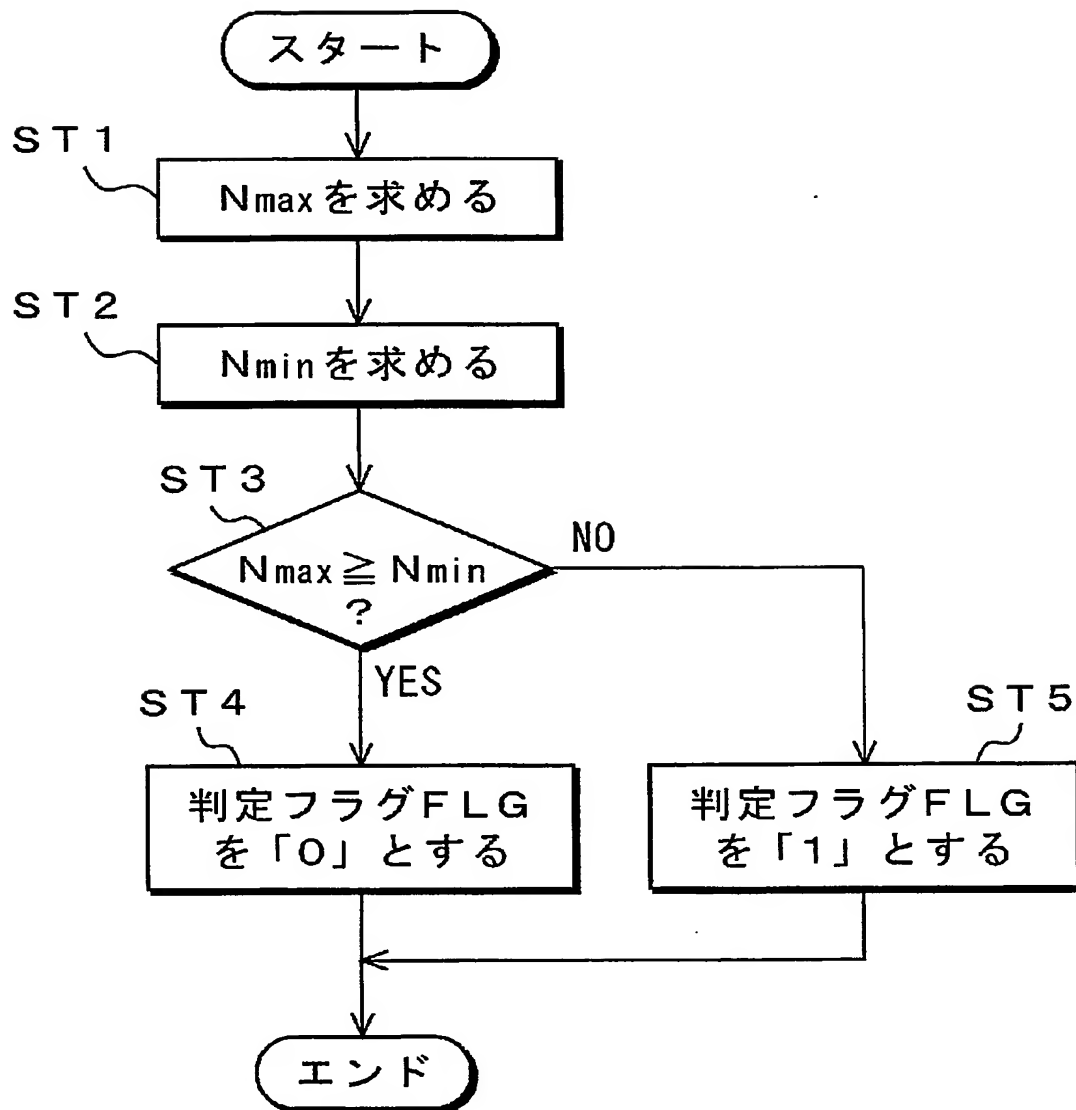 スタート
ST1
Nmaxを求める
ST2
Nminを求める
ST3
Nmax≧Nmin
?
NO
YES
ST4
判定フラグFLG
を「0」とする
ST5
判定フラグFLG
を「1」とする
エンド